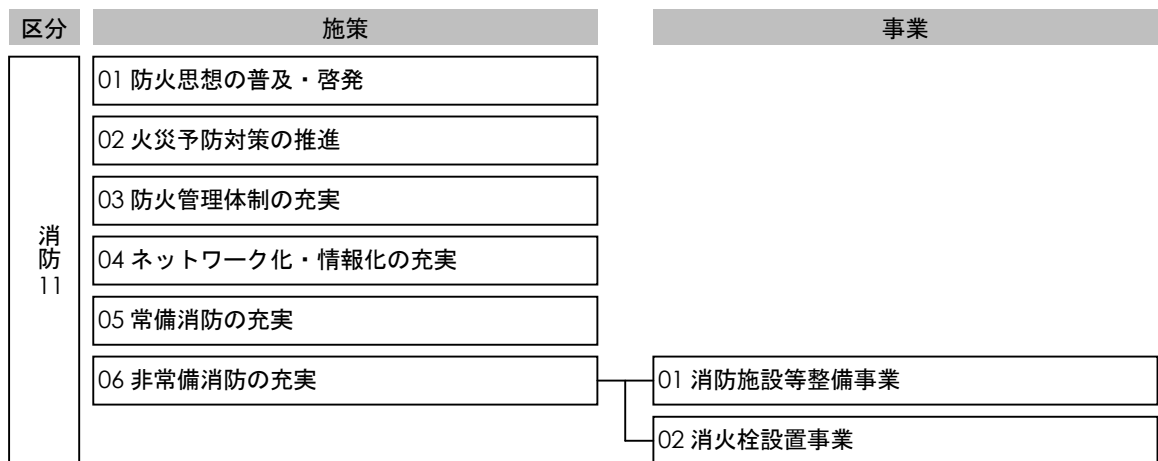 区分
施策
事業
消防11
01 防火思想の普及・啓発
02 火災予防対策の推進
03 防火管理体制の充実
04 ネットワーク化・情報化の充実
05 常備消防の充実
06 非常備消防の充実
01 消防施設等整備事業
02 消火栓設置事業